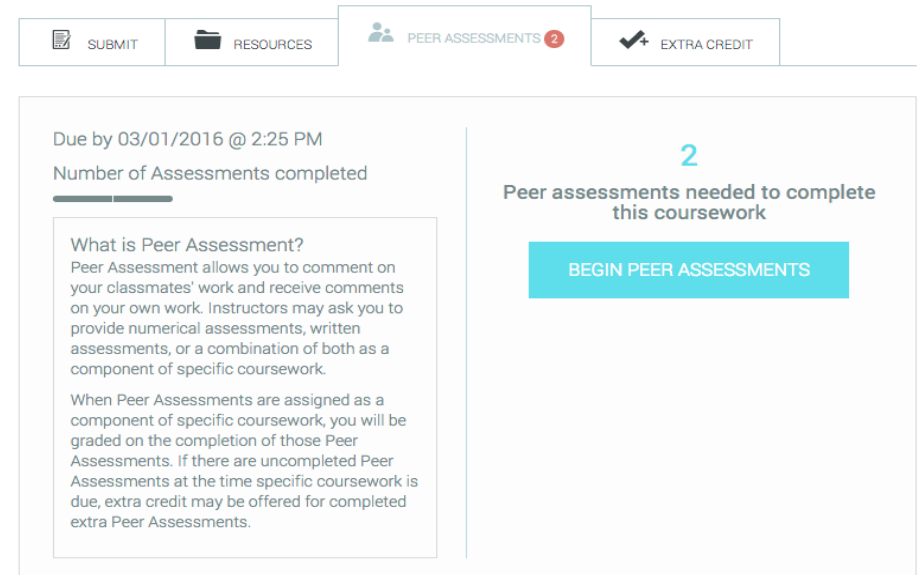 SUBMIT RESOURCES PEER ASSESSMENTS 2 EXTRA CREDIT
Due by 03/01/2016 @ 2:25 PM
Number of Assessments completed
What is Peer Assessment?
Peer Assessment allows you to comment on
your classmates' work and receive comments
on your own work. Instructors may ask you to
provide numerical assessments, written
assessments, or a combination of both as a
component of specific coursework.
When Peer Assessments are assigned as a
component of specific coursework, you will be
graded on the completion of those Peer
Assessments. If there are uncompleted Peer
Assessments at the time specific coursework is
due, extra credit may be offered for completed
extra Peer Assessments.
2
Peer assessments needed to complete
this coursework
BEGIN PEER ASSESSMENTS